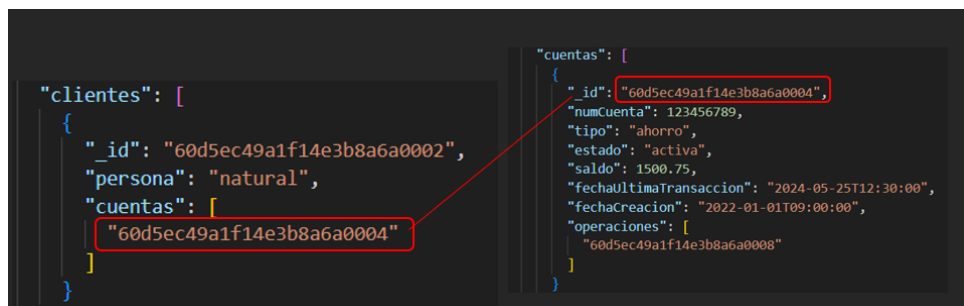 "clientes": [
{
"_id": "60d5ec49a1f14e3b8a6a0002",
"persona": "natural",
"cuentas": [
"60d5ec49a1f14e3b8a6a0004"
]
}
"cuentas": [
{
"_id": "60d5ec49a1f14e3b8a6a0004",
"numCuenta": 123456789,
"tipo": "ahorro",
"estado": "activa",
"saldo": 1500.75,
"fechaUltimaTransaccion": "2024-05-25T12:30:00",
"fechaCreacion": "2022-01-01T09:00:00",
"operaciones": [
"60d5ec49a1f14e3b8a6a0008"
]
}